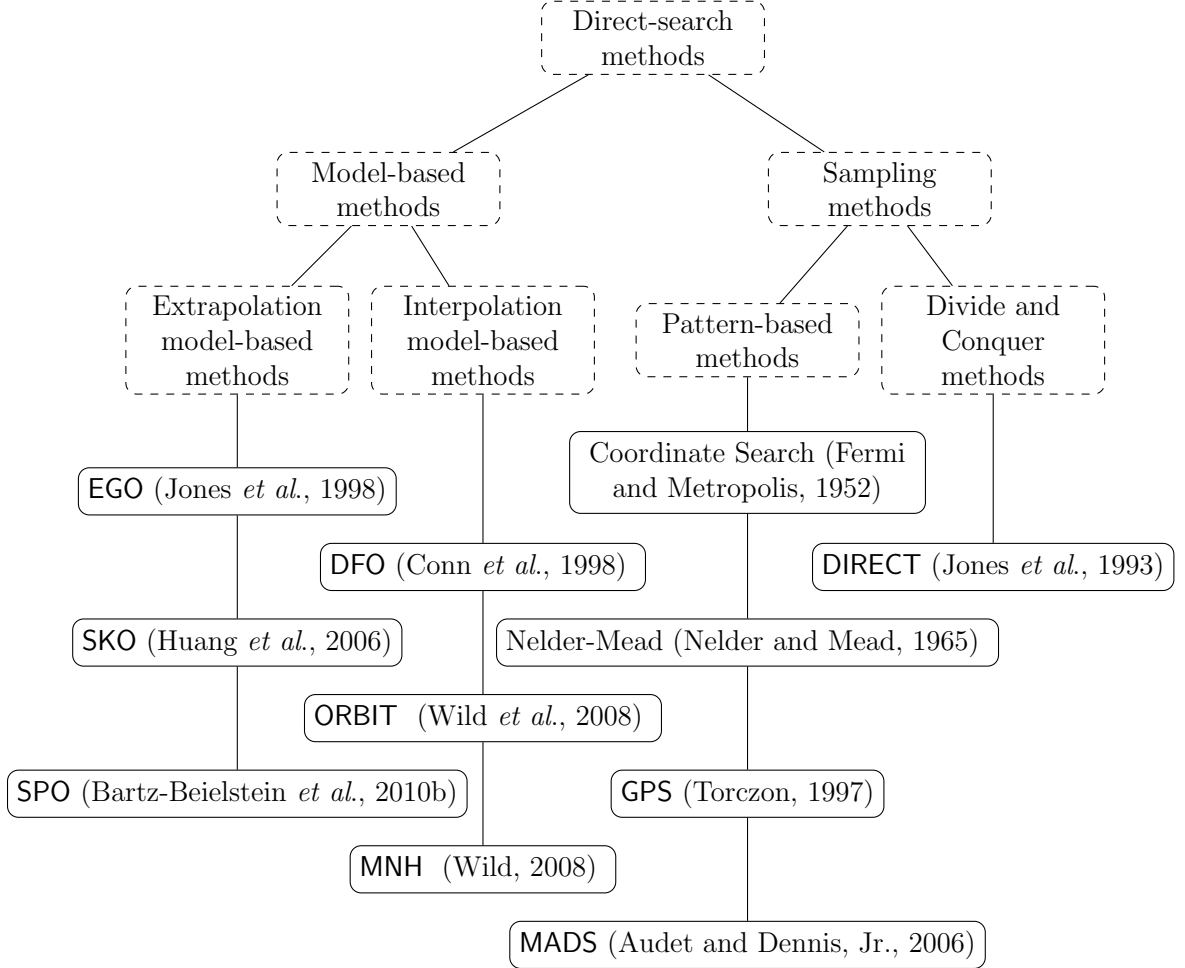 Direct-search
methods
Model-based
methods
Sampling
methods
Extrapolation
model-based
methods
Interpolation
model-based
methods
Pattern-based
methods
Divide and
Conquer
methods
Coordinate Search (Fermi
and Metropolis, 1952)
EGO (Jones et al., 1998)
DFO (Conn et al., 1998)
DIRECT (Jones et al., 1993)
SKO (Huang et al., 2006)
Nelder-Mead (Nelder and Mead, 1965)
ORBIT (Wild et al., 2008)
SPO (Bartz-Beielstein et al., 2010b)
GPS (Torczon, 1997)
MNH (Wild, 2008)
MADS (Audet and Dennis, Jr., 2006)